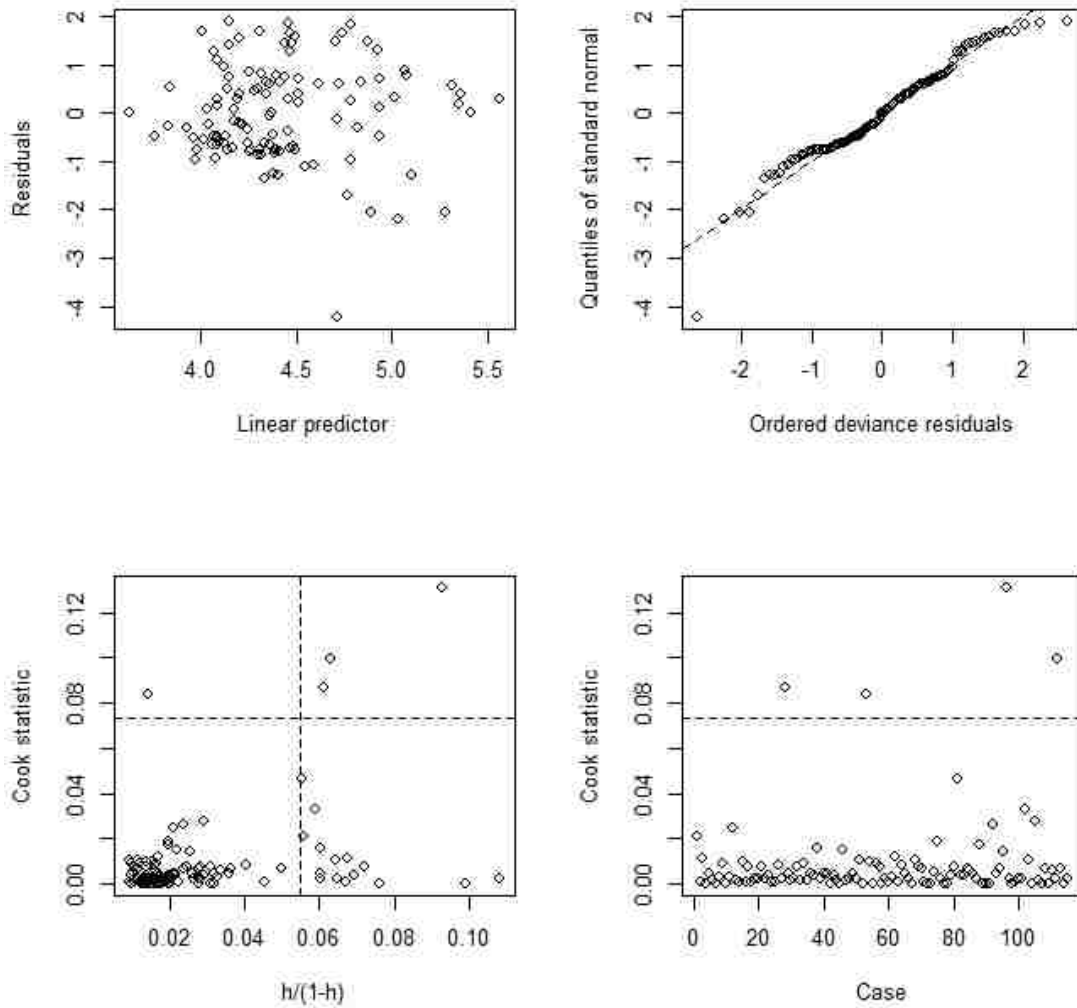 Residuals
2
1
0
-1
-2
-3
-4
4.0 4.5 5.0 5.5
Linear predictor
Quantiles of standard normal
2
1
0
-1
-2
-3
-4
-2 -1 0 1 2
Ordered deviance residuals
Cook statistic
0.12
0.08
0.04
0.00
0.02 0.04 0.06 0.08 0.10
h/(1-h)
Cook statistic
0.12
0.08
0.04
0.00
0 20 40 60 80 100
Case